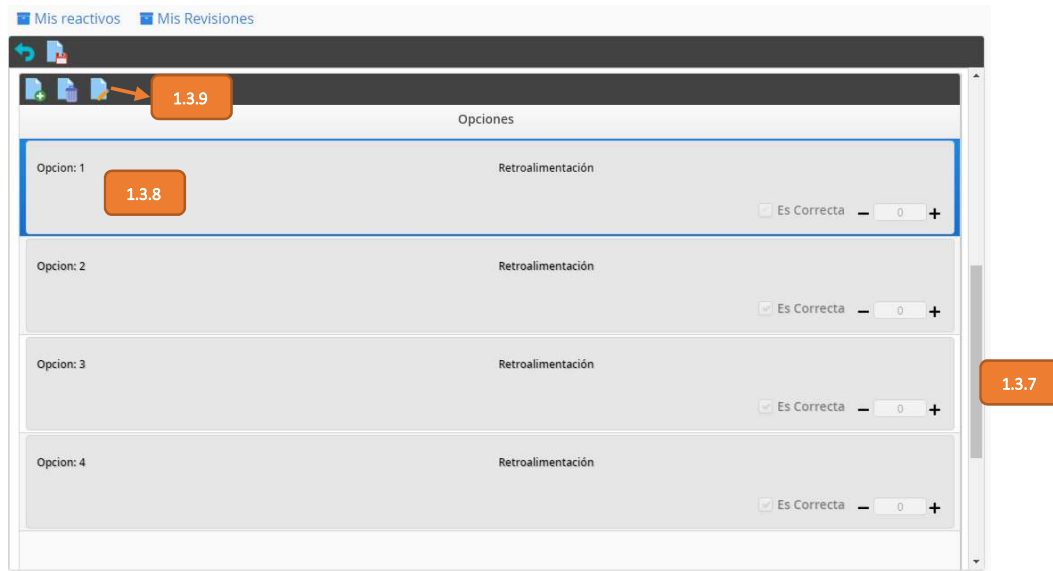 Mis reactivos Mis Revisiones
1.3.9
Opciones
Opcion: 1 Retroalimentación
1.3.8
Es Correcta 0
Opcion: 2 Retroalimentación
Es Correcta 0
Opcion: 3 Retroalimentación
1.3.7
Es Correcta 0
Opcion: 4 Retroalimentación
Es Correcta 0